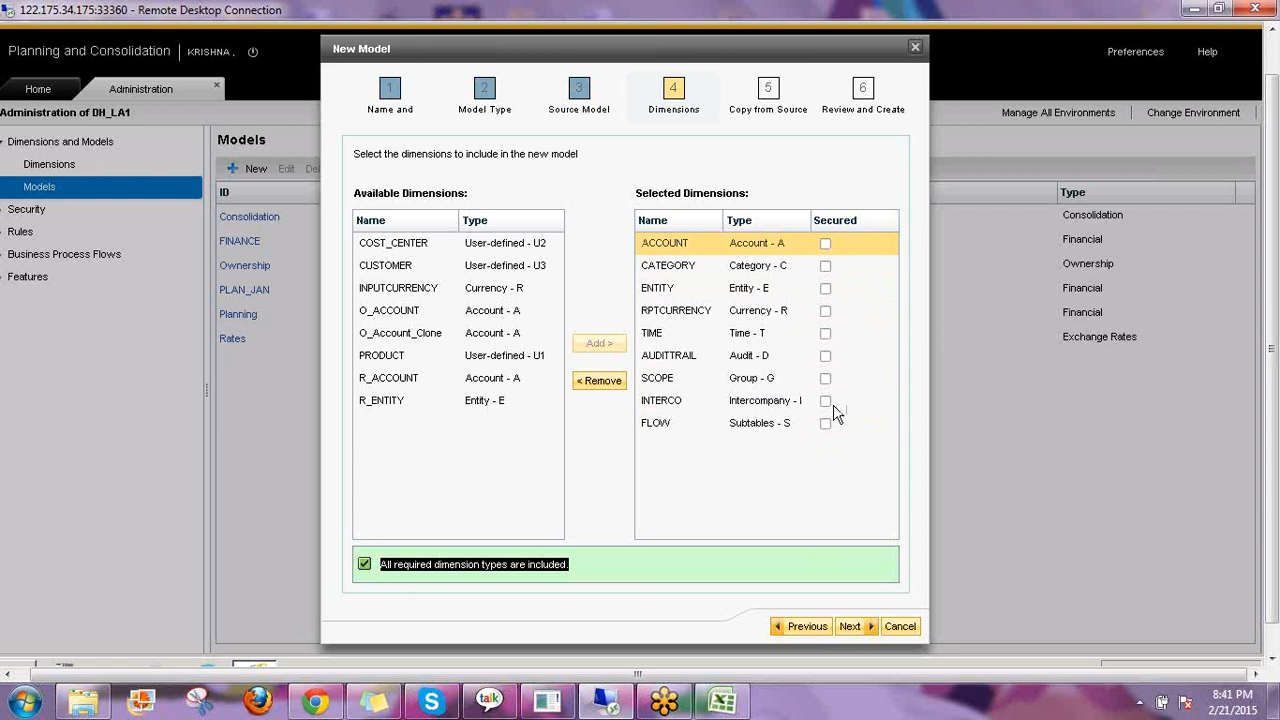 122.175.34.175:33360 - Remote Desktop Connection
Planning and Consolidation
KRISHNA .
Preferences
Help
Home
Administration
Administration of DH_LA1
Manage All Environments
Change Environment
Dimensions and Models
Dimensions
Models
Security
Rules
Business Process Flows
Features
Models
New
Edit
ID
Type
Consolidation
Consolidation
FINANCE
Financial
Ownership
Ownership
PLAN_JAN
Financial
Planning
Financial
Rates
Exchange Rates
New Model
1
2
3
4
5
6
Name and
Model Type
Source Model
Dimensions
Copy from Source
Review and Create
Select the dimensions to include in the new model
Available Dimensions:
Name Type
COST_CENTER User-defined - U2
CUSTOMER User-defined - U3
INPUTCURRENCY Currency - R
O_ACCOUNT Account - A
O_Account_Clone Account - A
PRODUCT User-defined - U1
R_ACCOUNT Account - A
R_ENTITY Entity - E
Add >
< Remove
Selected Dimensions:
Name Type Secured
ACCOUNT Account - A
CATEGORY Category - C
ENTITY Entity - E
RPTCURRENCY Currency - R
TIME Time - T
AUDITTRAIL Audit - D
SCOPE Group - G
INTERCO Intercompany - I
FLOW Subtables - S
All required dimension types are included.
Previous
Next
Cancel
talk
8:41 PM
2/21/2015